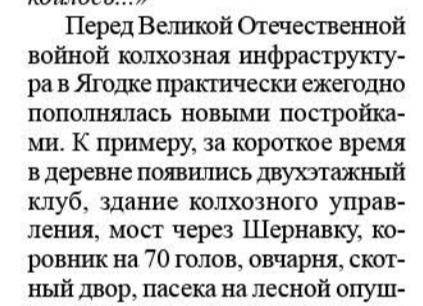 Перед Великой Отечественной
войной колхозная инфраструкту-
ра в Ягодке практически ежегодно
пополнялась новыми постройка-
ми. К примеру, за короткое время
в деревне появились двухэтажный
клуб, здание колхозного управ-
ления, мост через Шернавку, ко-
ровник на 70 голов, овчарня, скот-
ный двор, пасека на лесной опуш-